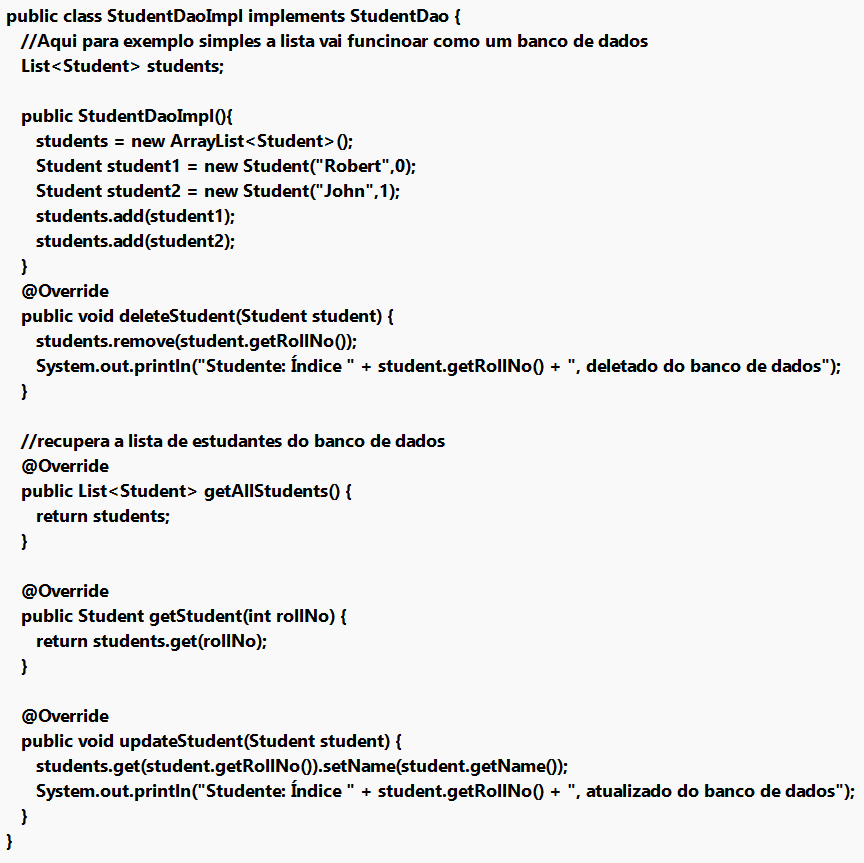 public class StudentDaoImpl implements StudentDao {
//Aqui para exemplo simples a lista vai funcinoar como um banco de dados
List<Student> students;
public StudentDaoImpl(){
students = new ArrayList<Student>();
Student student1 = new Student("Robert",0);
Student student2 = new Student("John",1);
students.add(student1);
students.add(student2);
}
@Override
public void deleteStudent(Student student) {
students.remove(student.getRollNo());
System.out.println("Studente: Índice " + student.getRollNo() + ", deletado do banco de dados");
}
//recupera a lista de estudantes do banco de dados
@Override
public List<Student> getAllStudents() {
return students;
}
@Override
public Student getStudent(int rollNo) {
return students.get(rollNo);
}
@Override
public void updateStudent(Student student) {
students.get(student.getRollNo()).setName(student.getName());
System.out.println("Studente: Índice " + student.getRollNo() + ", atualizado do banco de dados");
}
}